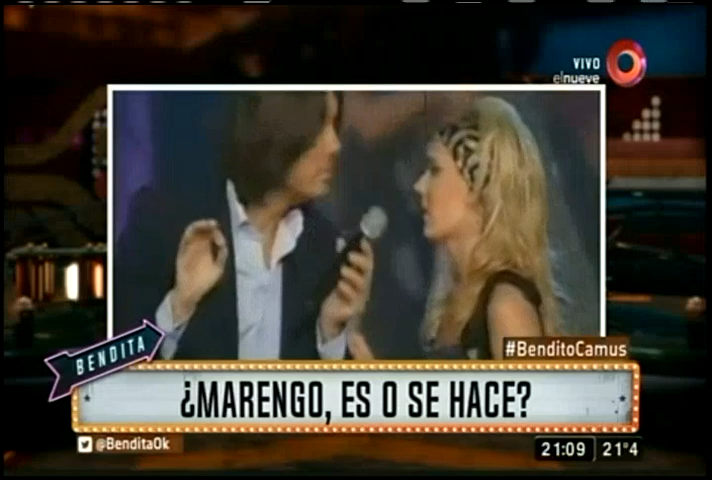 VIVO
elnueve
#BenditoCamus
BENDITA
¿MARENGO, ES O SE HACE?
@BenditaOk
21:09 21°4